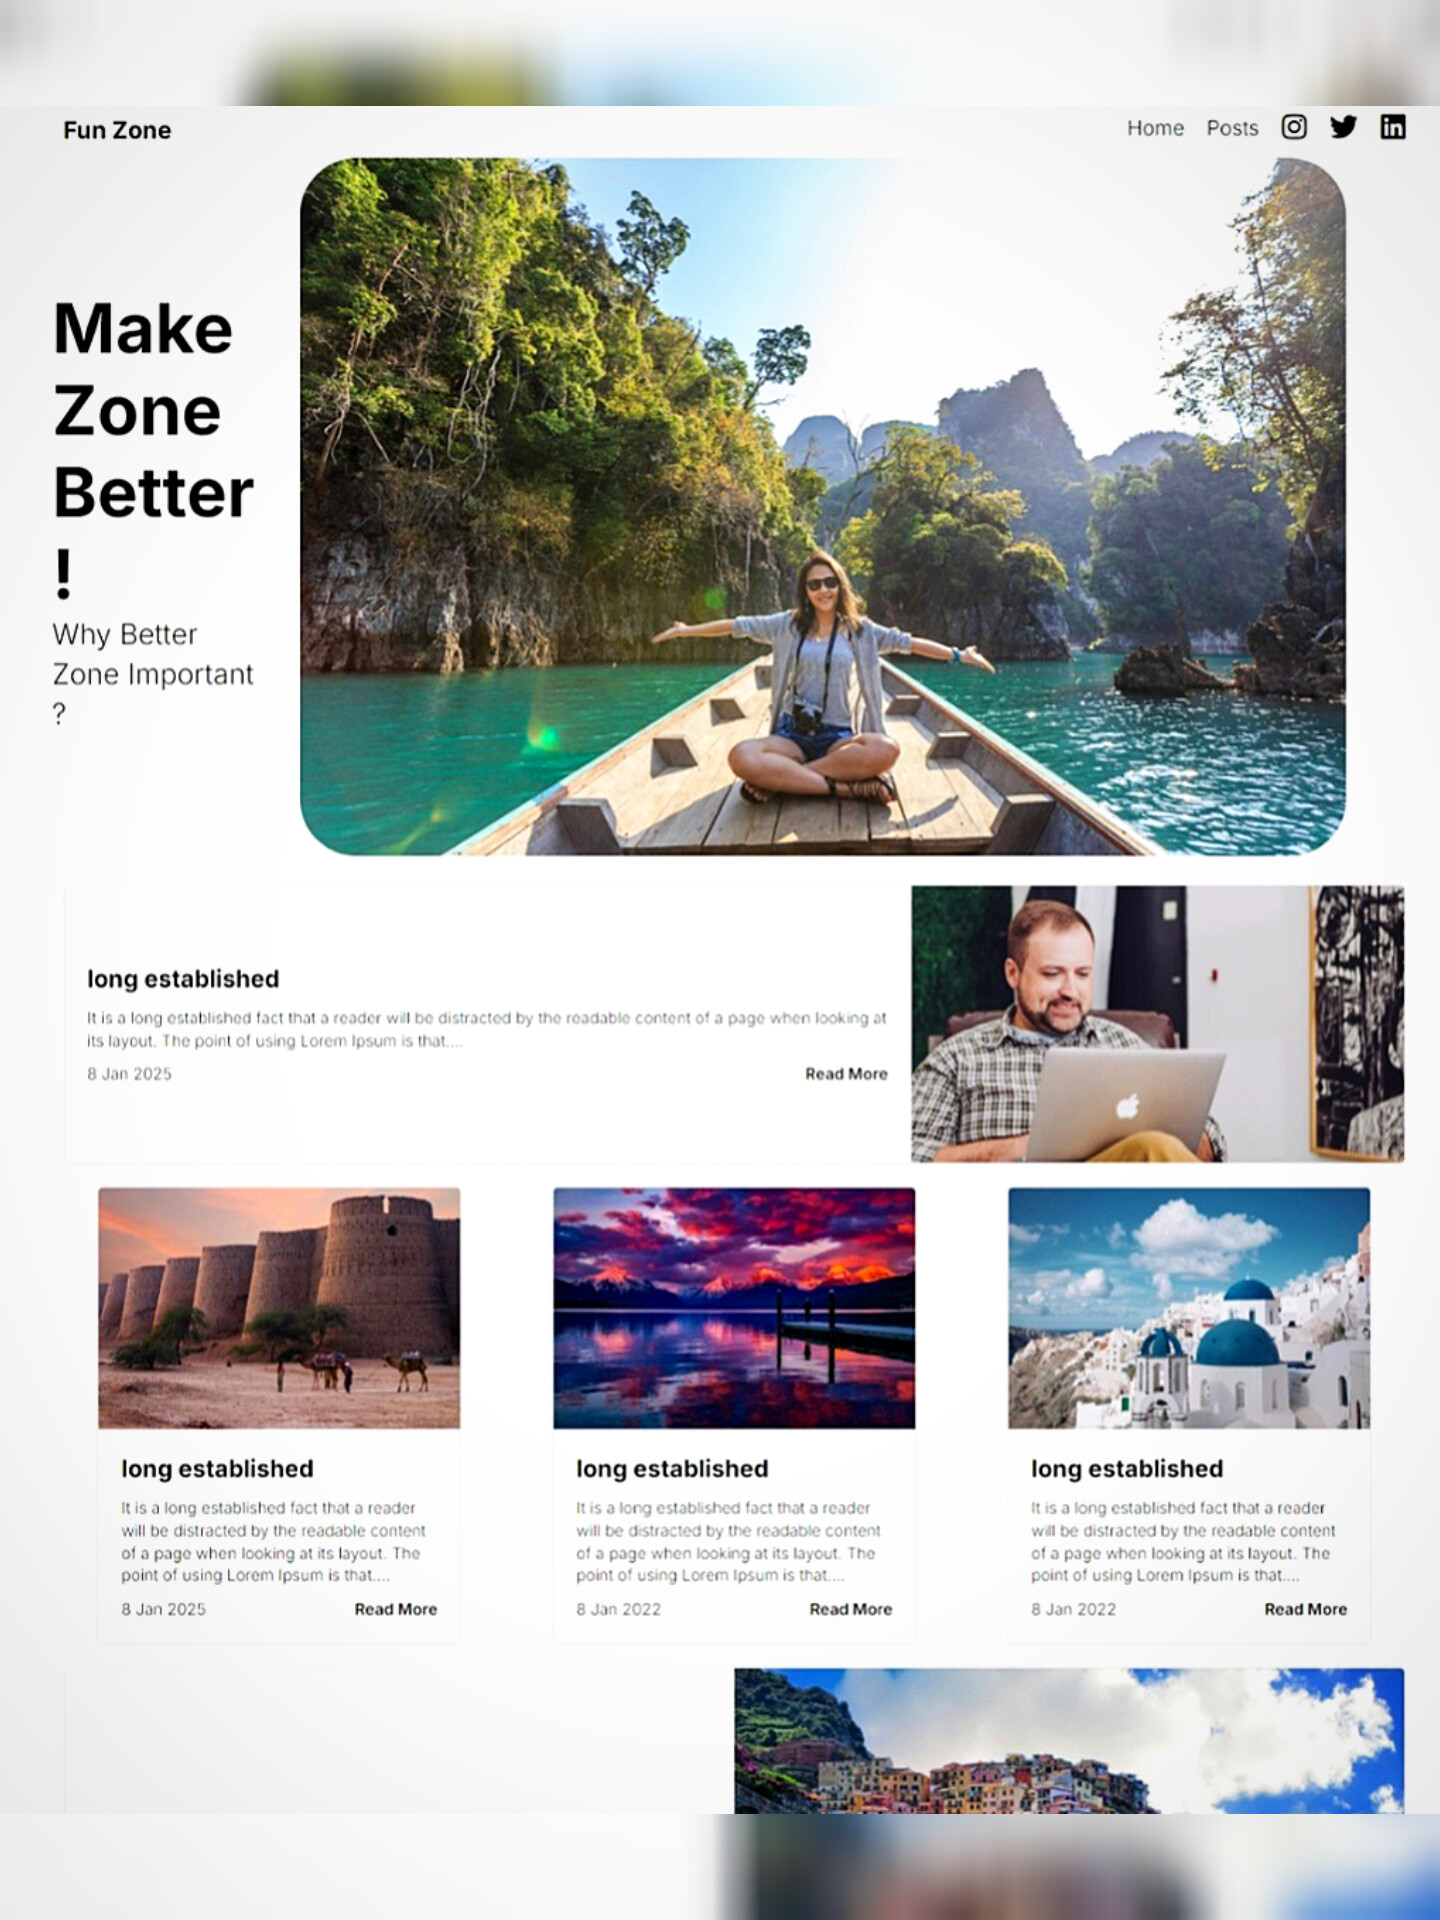 Fun Zone
Home Posts
Make
Zone
Better
!
Why Better
Zone Important
?
long established
It is a long established fact that a reader will be distracted by the readable content of a page when looking at
its layout. The point of using Lorem Ipsum is that....
8 Jan 2025 Read More
long established
It is a long established fact that a reader
will be distracted by the readable content
of a page when looking at its layout. The
point of using Lorem Ipsum is that....
8 Jan 2025 Read More
long established
It is a long established fact that a reader
will be distracted by the readable content
of a page when looking at its layout. The
point of using Lorem Ipsum is that....
8 Jan 2022 Read More
long established
It is a long established fact that a reader
will be distracted by the readable content
of a page when looking at its layout. The
point of using Lorem Ipsum is that....
8 Jan 2022 Read More